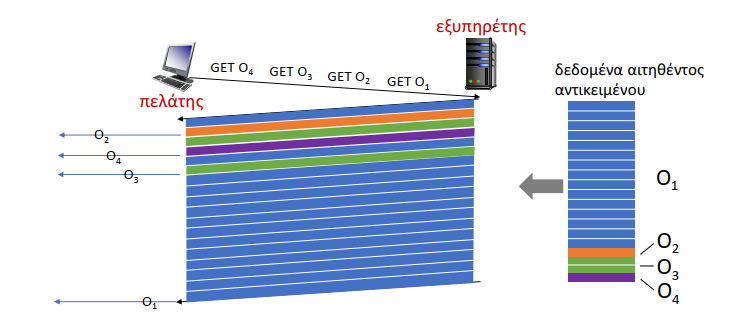 εξυπηρέτης
GET O4 GET O3 GET O2 GET O1
δεδομένα αιτηθέντος
αντικειμένου
πελάτης
O2
O4
O3
O1
O1
O2
O3
O4